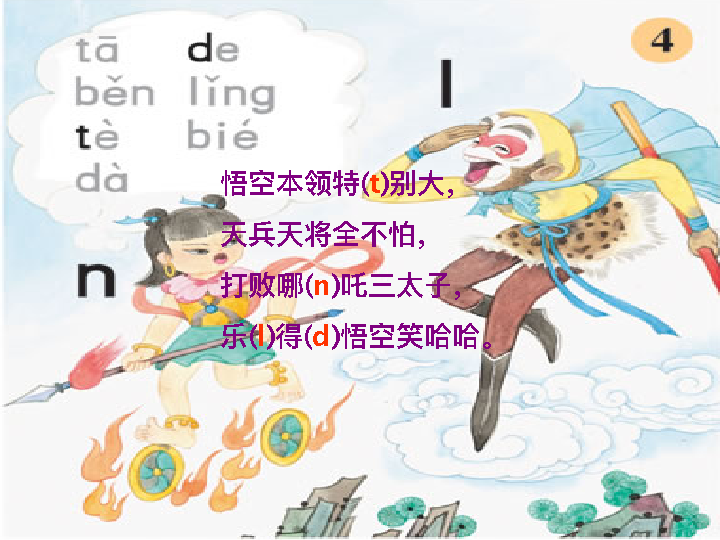 tā de
běn lǐng
tè bié
dà
4
l
n
悟空本领特(t)别大，
天兵天将全不怕，
打败哪(n)吒三太子，
乐(l)得(d)悟空笑哈哈。